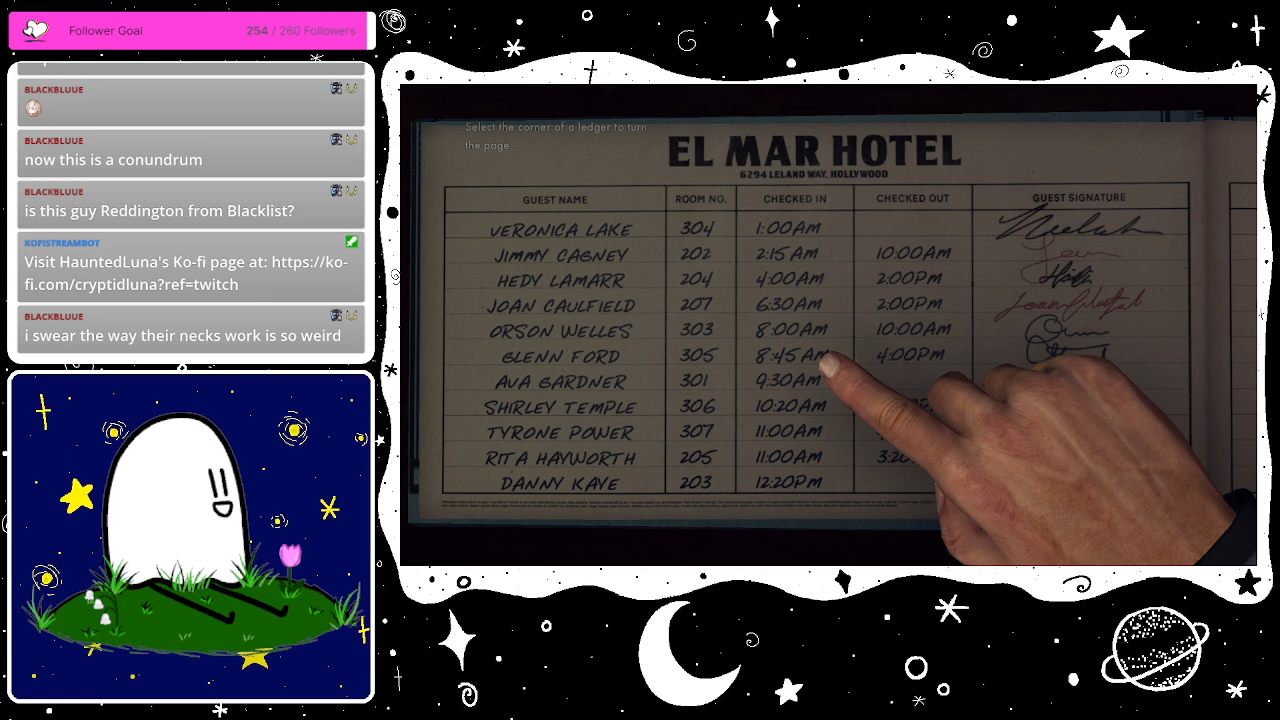 Follower Goal 254 / 260 Followers
BLACKBLUUE
BLACKBLUUE
now this is a conundrum
BLACKBLUUE
is this guy Reddington from Blacklist?
KOFISTREAMBOT
Visit HauntedLuna's Ko-fi page at: https://ko-
fi.com/cryptidluna?ref=twitch
BLACKBLUUE
i swear the way their necks work is so weird
Select the corner of a ledger to turn
the page.
EL MAR HOTEL
6294 LELAND WAY, HOLLYWOOD
GUEST NAME ROOM NO. CHECKED IN CHECKED OUT GUEST SIGNATURE
VERONICA LAKE 304 1:00AM
JIMMY CAGNEY 202 2:15AM 10:00AM
HEDY LAMARR 204 4:00AM 2:00PM
JOAN CAULFIELD 207 6:30AM 2:00PM
ORSON WELLES 303 8:00AM 10:00AM
GLENN FORD 305 8:45AM 4:00PM
AVA GARDNER 301 9:30AM
SHIRLEY TEMPLE 306 10:20AM
TYRONE POWER 307 11:00AM
RITA HAYWORTH 205 11:00AM
DANNY KAYE 203 12:20PM